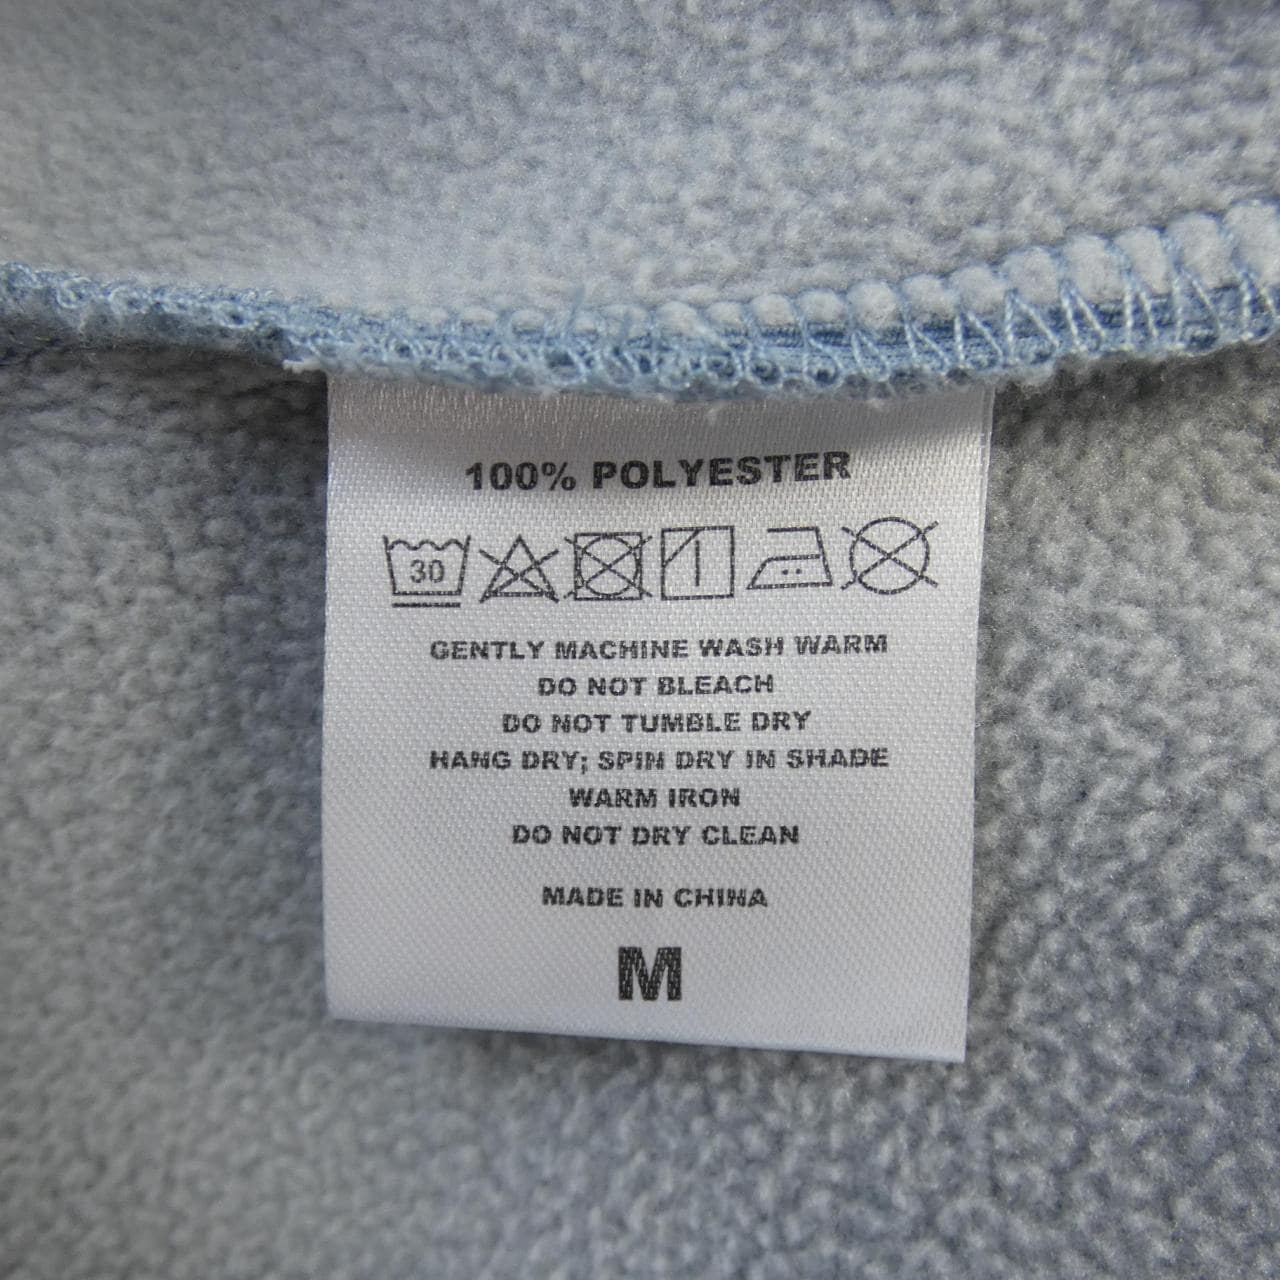 100% POLYESTER
30
GENTLY MACHINE WASH WARM
DO NOT BLEACH
DO NOT TUMBLE DRY
HANG DRY; SPIN DRY IN SHADE
WARM IRON
DO NOT DRY CLEAN
MADE IN CHINA
M